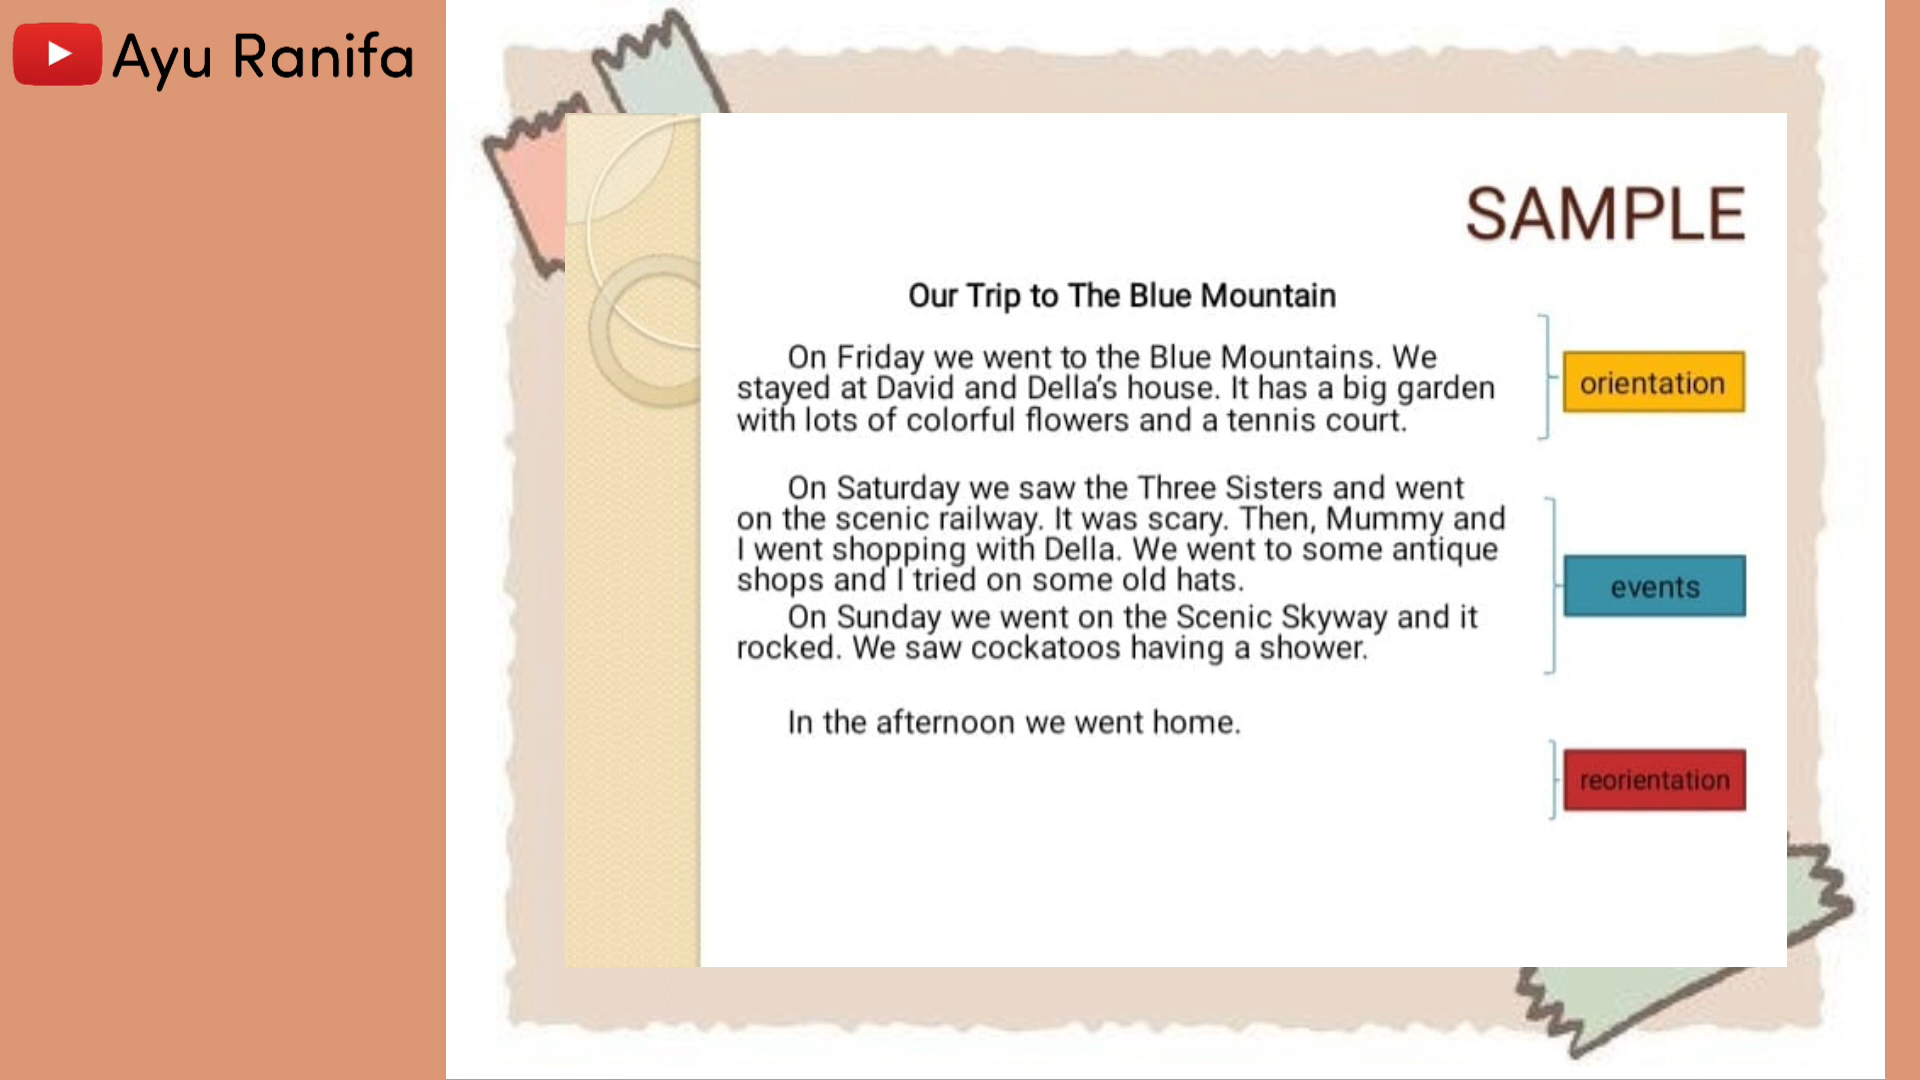 Ayu Ranifa
SAMPLE
Our Trip to The Blue Mountain
On Friday we went to the Blue Mountains. We
stayed at David and Della's house. It has a big garden
with lots of colorful flowers and a tennis court.
orientation
On Saturday we saw the Three Sisters and went
on the scenic railway. It was scary. Then, Mummy and
I went shopping with Della. We went to some antique
shops and I tried on some old hats.
On Sunday we went on the Scenic Skyway and it
rocked. We saw cockatoos having a shower.
events
In the afternoon we went home.
reorientation